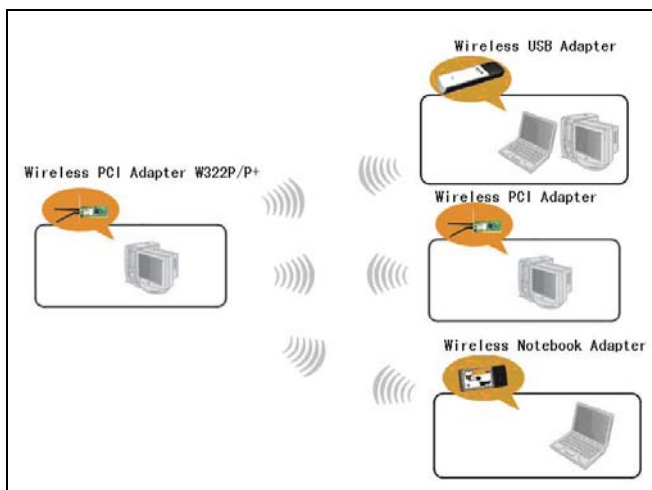 Wireless USB Adapter
Wireless PCI Adapter W322P/P+
Wireless PCI Adapter
Wireless Notebook Adapter